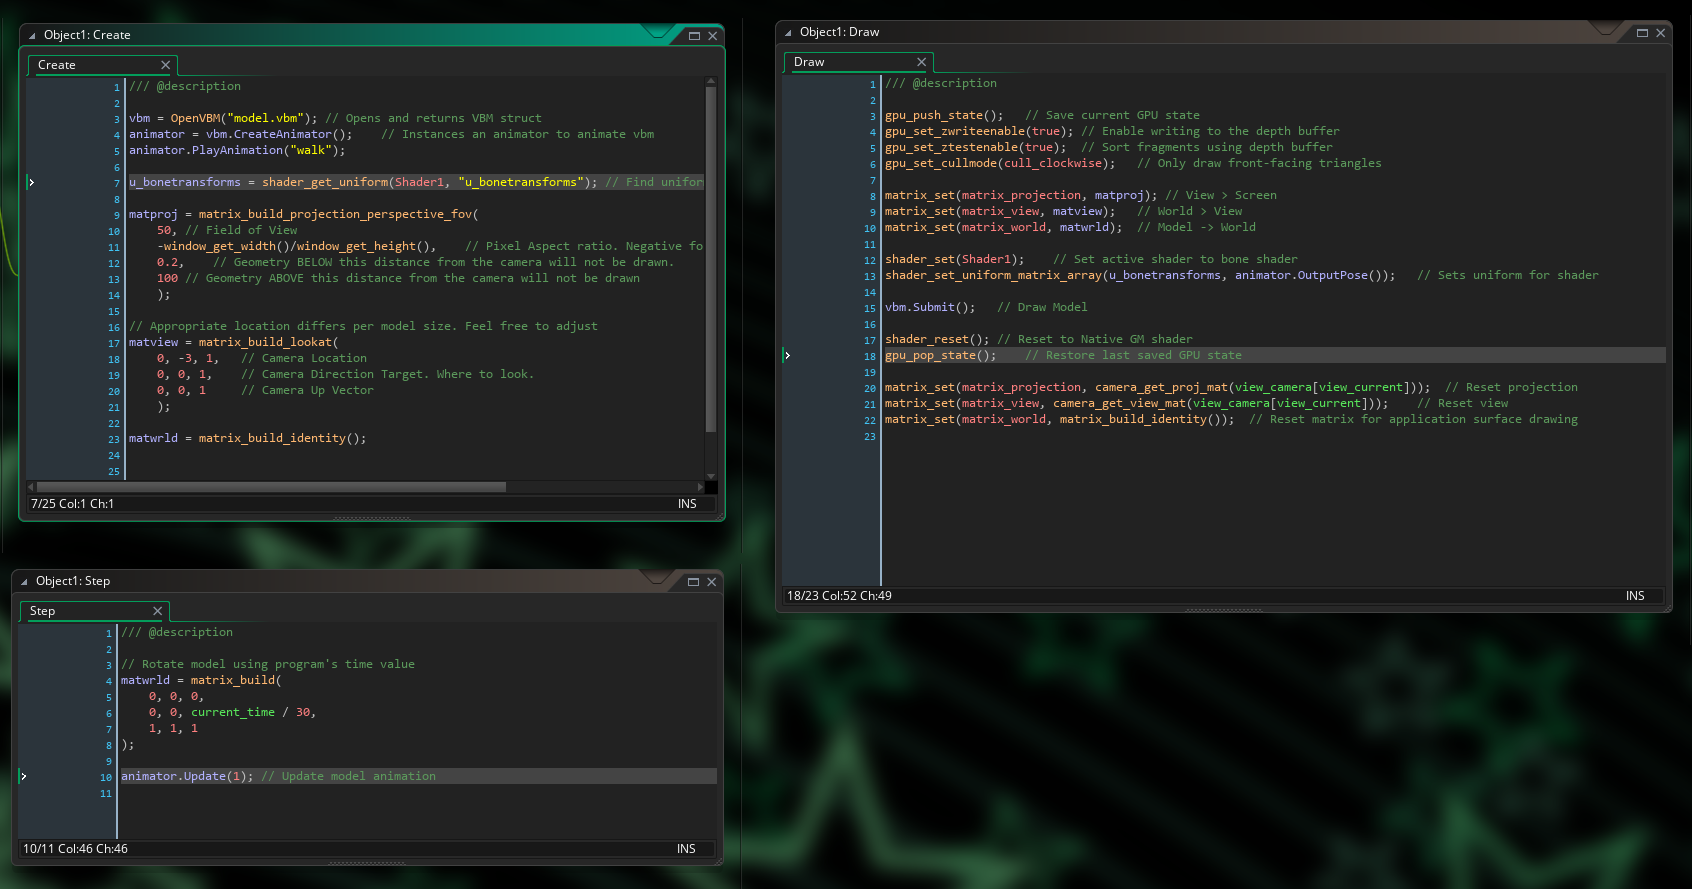 Object1: Create
Create
1 /// @description
2
3 vbm = OpenVBM("model.vbm"); // Opens and returns VBM struct
4 animator = vbm.CreateAnimator();    // Instances an animator to animate vbm
5 animator.PlayAnimation("walk");
6
7 u_bonetransforms = shader_get_uniform(Shader1, "u_bonetransforms"); // Find unifor
8
9 matproj = matrix_build_projection_perspective_fov(
10     50, // Field of View
11     -window_get_width()/window_get_height(),    // Pixel Aspect ratio. Negative fo
12     0.2,    // Geometry BELOW this distance from the camera will not be drawn.
13     100 // Geometry ABOVE this distance from the camera will not be drawn
14     );
15
16 // Appropriate location differs per model size. Feel free to adjust
17 matview = matrix_build_lookat(
18     0, -3, 1,   // Camera Location
19     0, 0, 1,    // Camera Direction Target. Where to look.
20     0, 0, 1     // Camera Up Vector
21     );
22
23 matwrld = matrix_build_identity();
24
25
7/25 Col:1 Ch:1 INS
Object1: Step
Step
1 /// @description
2
3 // Rotate model using program's time value
4 matwrld = matrix_build(
5     0, 0, 0,
6     0, 0, current_time / 30,
7     1, 1, 1
8 );
9
10 animator.Update(1); // Update model animation
11
10/11 Col:46 Ch:46 INS
Object1: Draw
Draw
1 /// @description
2
3 gpu_push_state();   // Save current GPU state
4 gpu_set_zwriteenable(true); // Enable writing to the depth buffer
5 gpu_set_ztestenable(true);  // Sort fragments using depth buffer
6 gpu_set_cullmode(cull_clockwise);   // Only draw front-facing triangles
7
8 matrix_set(matrix_projection, matproj); // View > Screen
9 matrix_set(matrix_view, matview);   // World > View
10 matrix_set(matrix_world, matwrld);  // Model -> World
11
12 shader_set(Shader1);    // Set active shader to bone shader
13 shader_set_uniform_matrix_array(u_bonetransforms, animator.OutputPose());   // Sets uniform for shader
14
15 vbm.Submit();   // Draw Model
16
17 shader_reset(); // Reset to Native GM shader
18 gpu_pop_state();    // Restore last saved GPU state
19
20 matrix_set(matrix_projection, camera_get_proj_mat(view_camera[view_current]));  // Reset projection
21 matrix_set(matrix_view, camera_get_view_mat(view_camera[view_current]));    // Reset view
22 matrix_set(matrix_world, matrix_build_identity());  // Reset matrix for application surface drawing
23
18/23 Col:52 Ch:49 INS